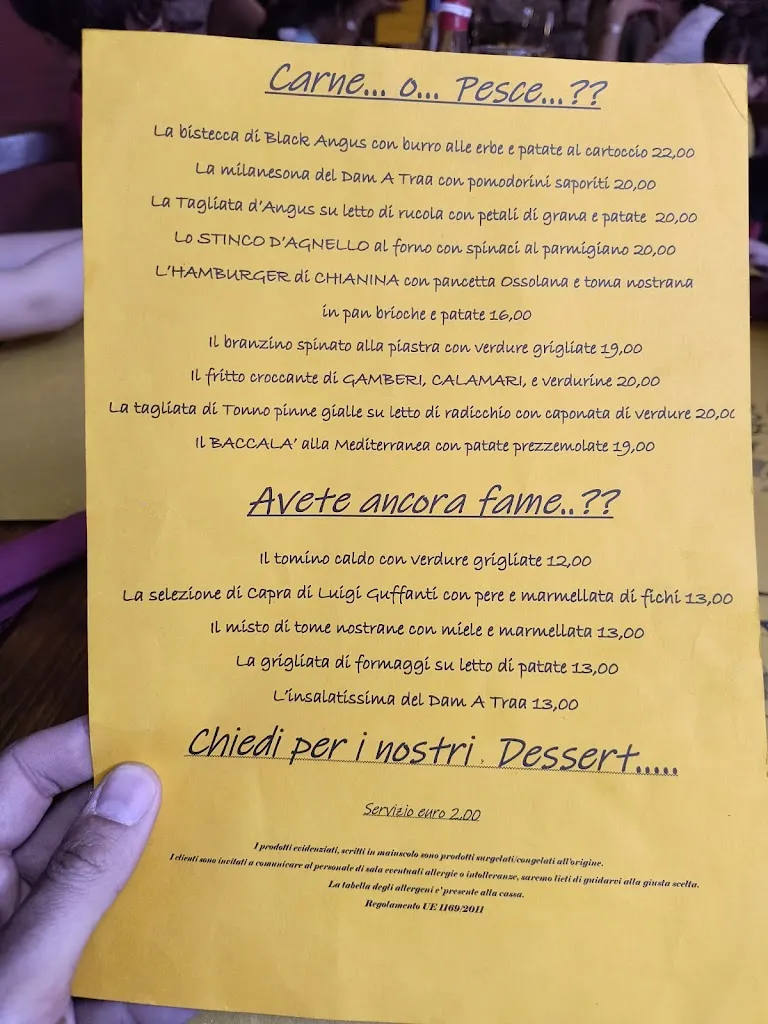 Carne... o... Pesce...??
La bistecca di Black Angus con burro alle erbe e patate al cartoccio 22,00
La milanesona del Dam A Traa con pomodorini saporiti 20,00
La Tagliata d'Angus su letto di rucola con petali di grana e patate 20,00
Lo STINCO D'AGNELLO al forno con spinaci al parmigiano 20,00
L'HAMBURGER di CHIANINA con pancetta Ossolana e toma nostrana
in pan brioche e patate 16,00
Il branzino spinato alla piastra con verdure grigliate 19,00
Il fritto croccante di GAMBERI, CALAMARI, e verdurine 20,00
La tagliata di Tonno pinne gialle su letto di radicchio con caponata di verdure 20,00
Il BACCALA' alla Mediterranea con patate prezzemolate 19,00
Avete ancora fame..??
Il tomino caldo con verdure grigliate 12,00
La selezione di Capra di Luigi Guffanti con pere e marmellata di fichi 13,00
Il misto di tome nostrane con miele e marmellata 13,00
La grigliata di formaggi su letto di patate 13,00
L'insalatissima del Dam A Traa 13,00
Chiedi per i nostri. Dessert.....
Servizio euro 2.00
I prodotti evidenziati, scritti in maiuscolo sono prodotti surgelati/congelati all'origine.
I clienti sono invitati a comunicare al personale di sala eventuali allergie o intolleranze, saremo lieti di guidarvi alla giusta scelta.
La tabella degli allergeni e' presente alla cassa.
Regolamento UE 1169/2011